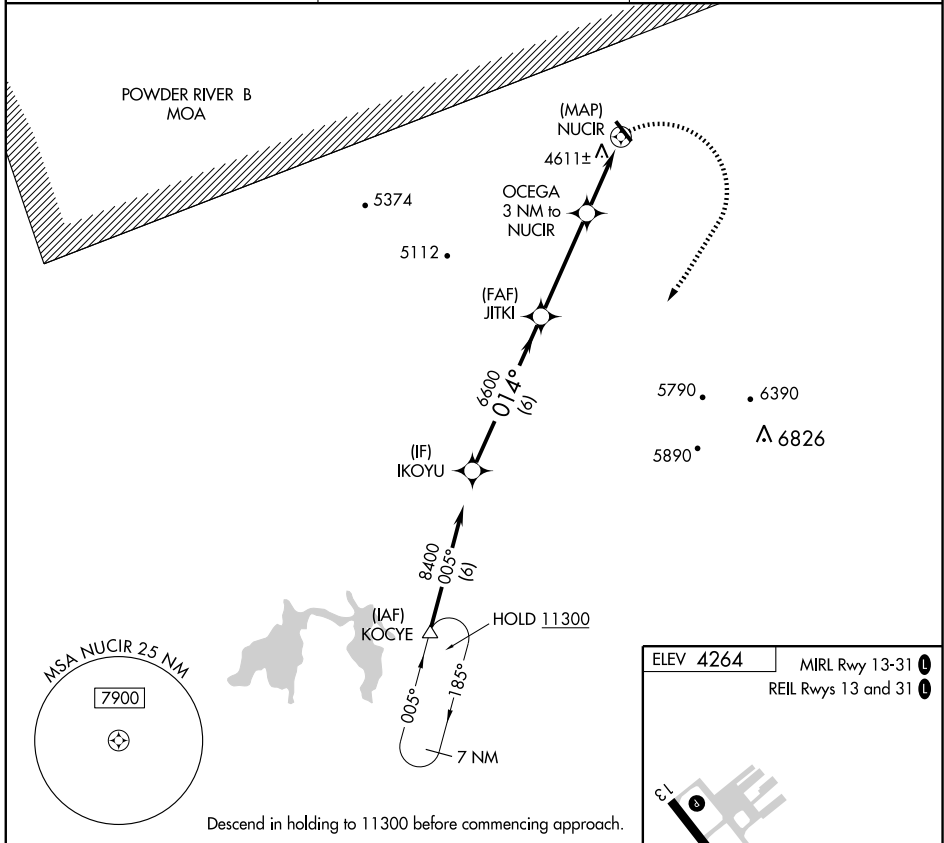 POWDER RIVER B
MOA
(MAP)
NUCIR
4611±
OCEGA
3 NM to
NUCIR
5374
5112
(FAF)
JITKI
6600
014°
(6)
5790
6390
6826
5890
(IF)
IKOYU
8400
005°
(6)
(IAF)
KOCYE
HOLD 11300
005°
185°
7 NM
MSA NUCIR 25 NM
7900
Descend in holding to 11300 before commencing approach.
ELEV 4264
MIRL Rwy 13-31 L
REIL Rwys 13 and 31 L
13
P